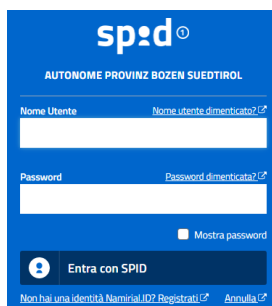 spid
AUTONOME PROVINZ BOZEN SUEDTIROL
Nome Utente Nome utente dimenticato?
Password Password dimenticata?
Mostra password
Entra con SPID
Non hai una identità Namirial.ID? Registrati Annulla